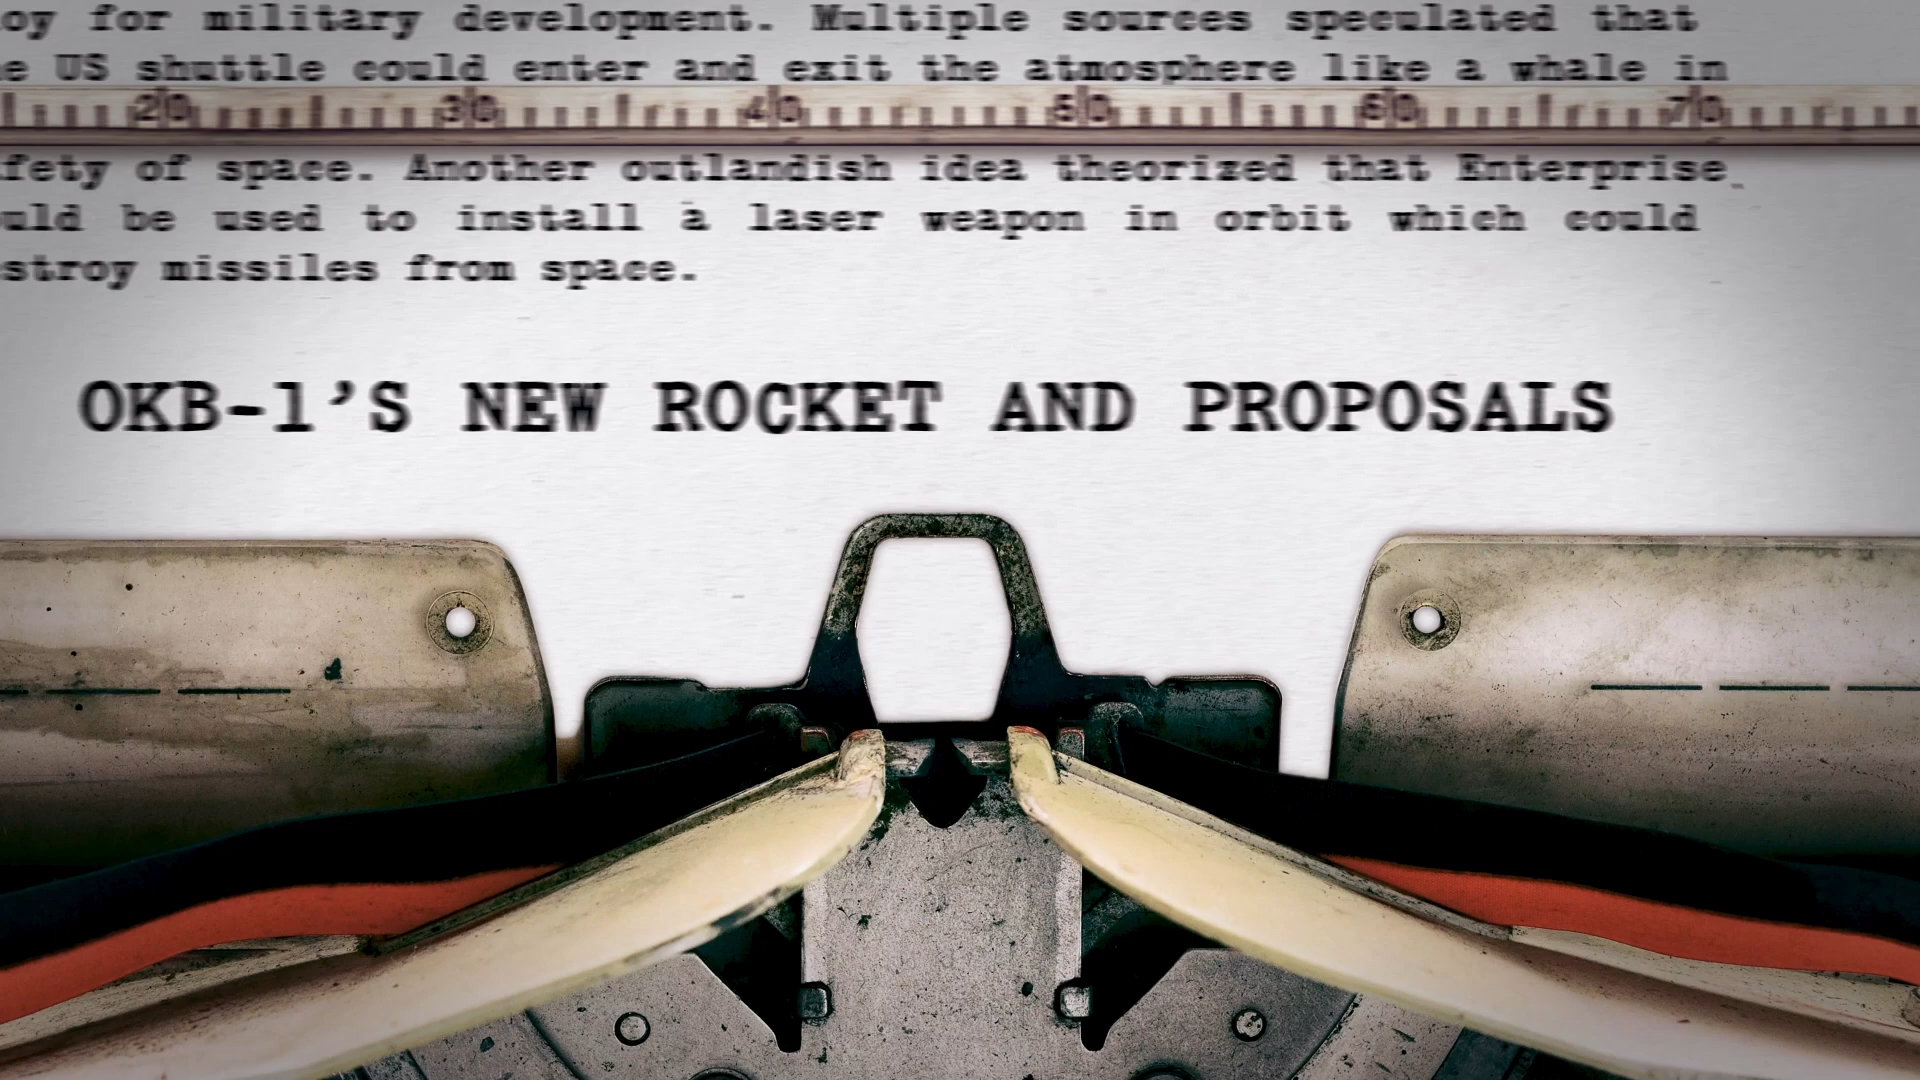 oy for military development. Multiple sources speculated that
e US shuttle could enter and exit the atmosphere like a whale in
20 30 40 50 60 70
fety of space. Another outlandish idea theorized that Enterprise
uld be used to install a laser weapon in orbit which could
stroy missiles from space.
OKB-1’S NEW ROCKET AND PROPOSALS